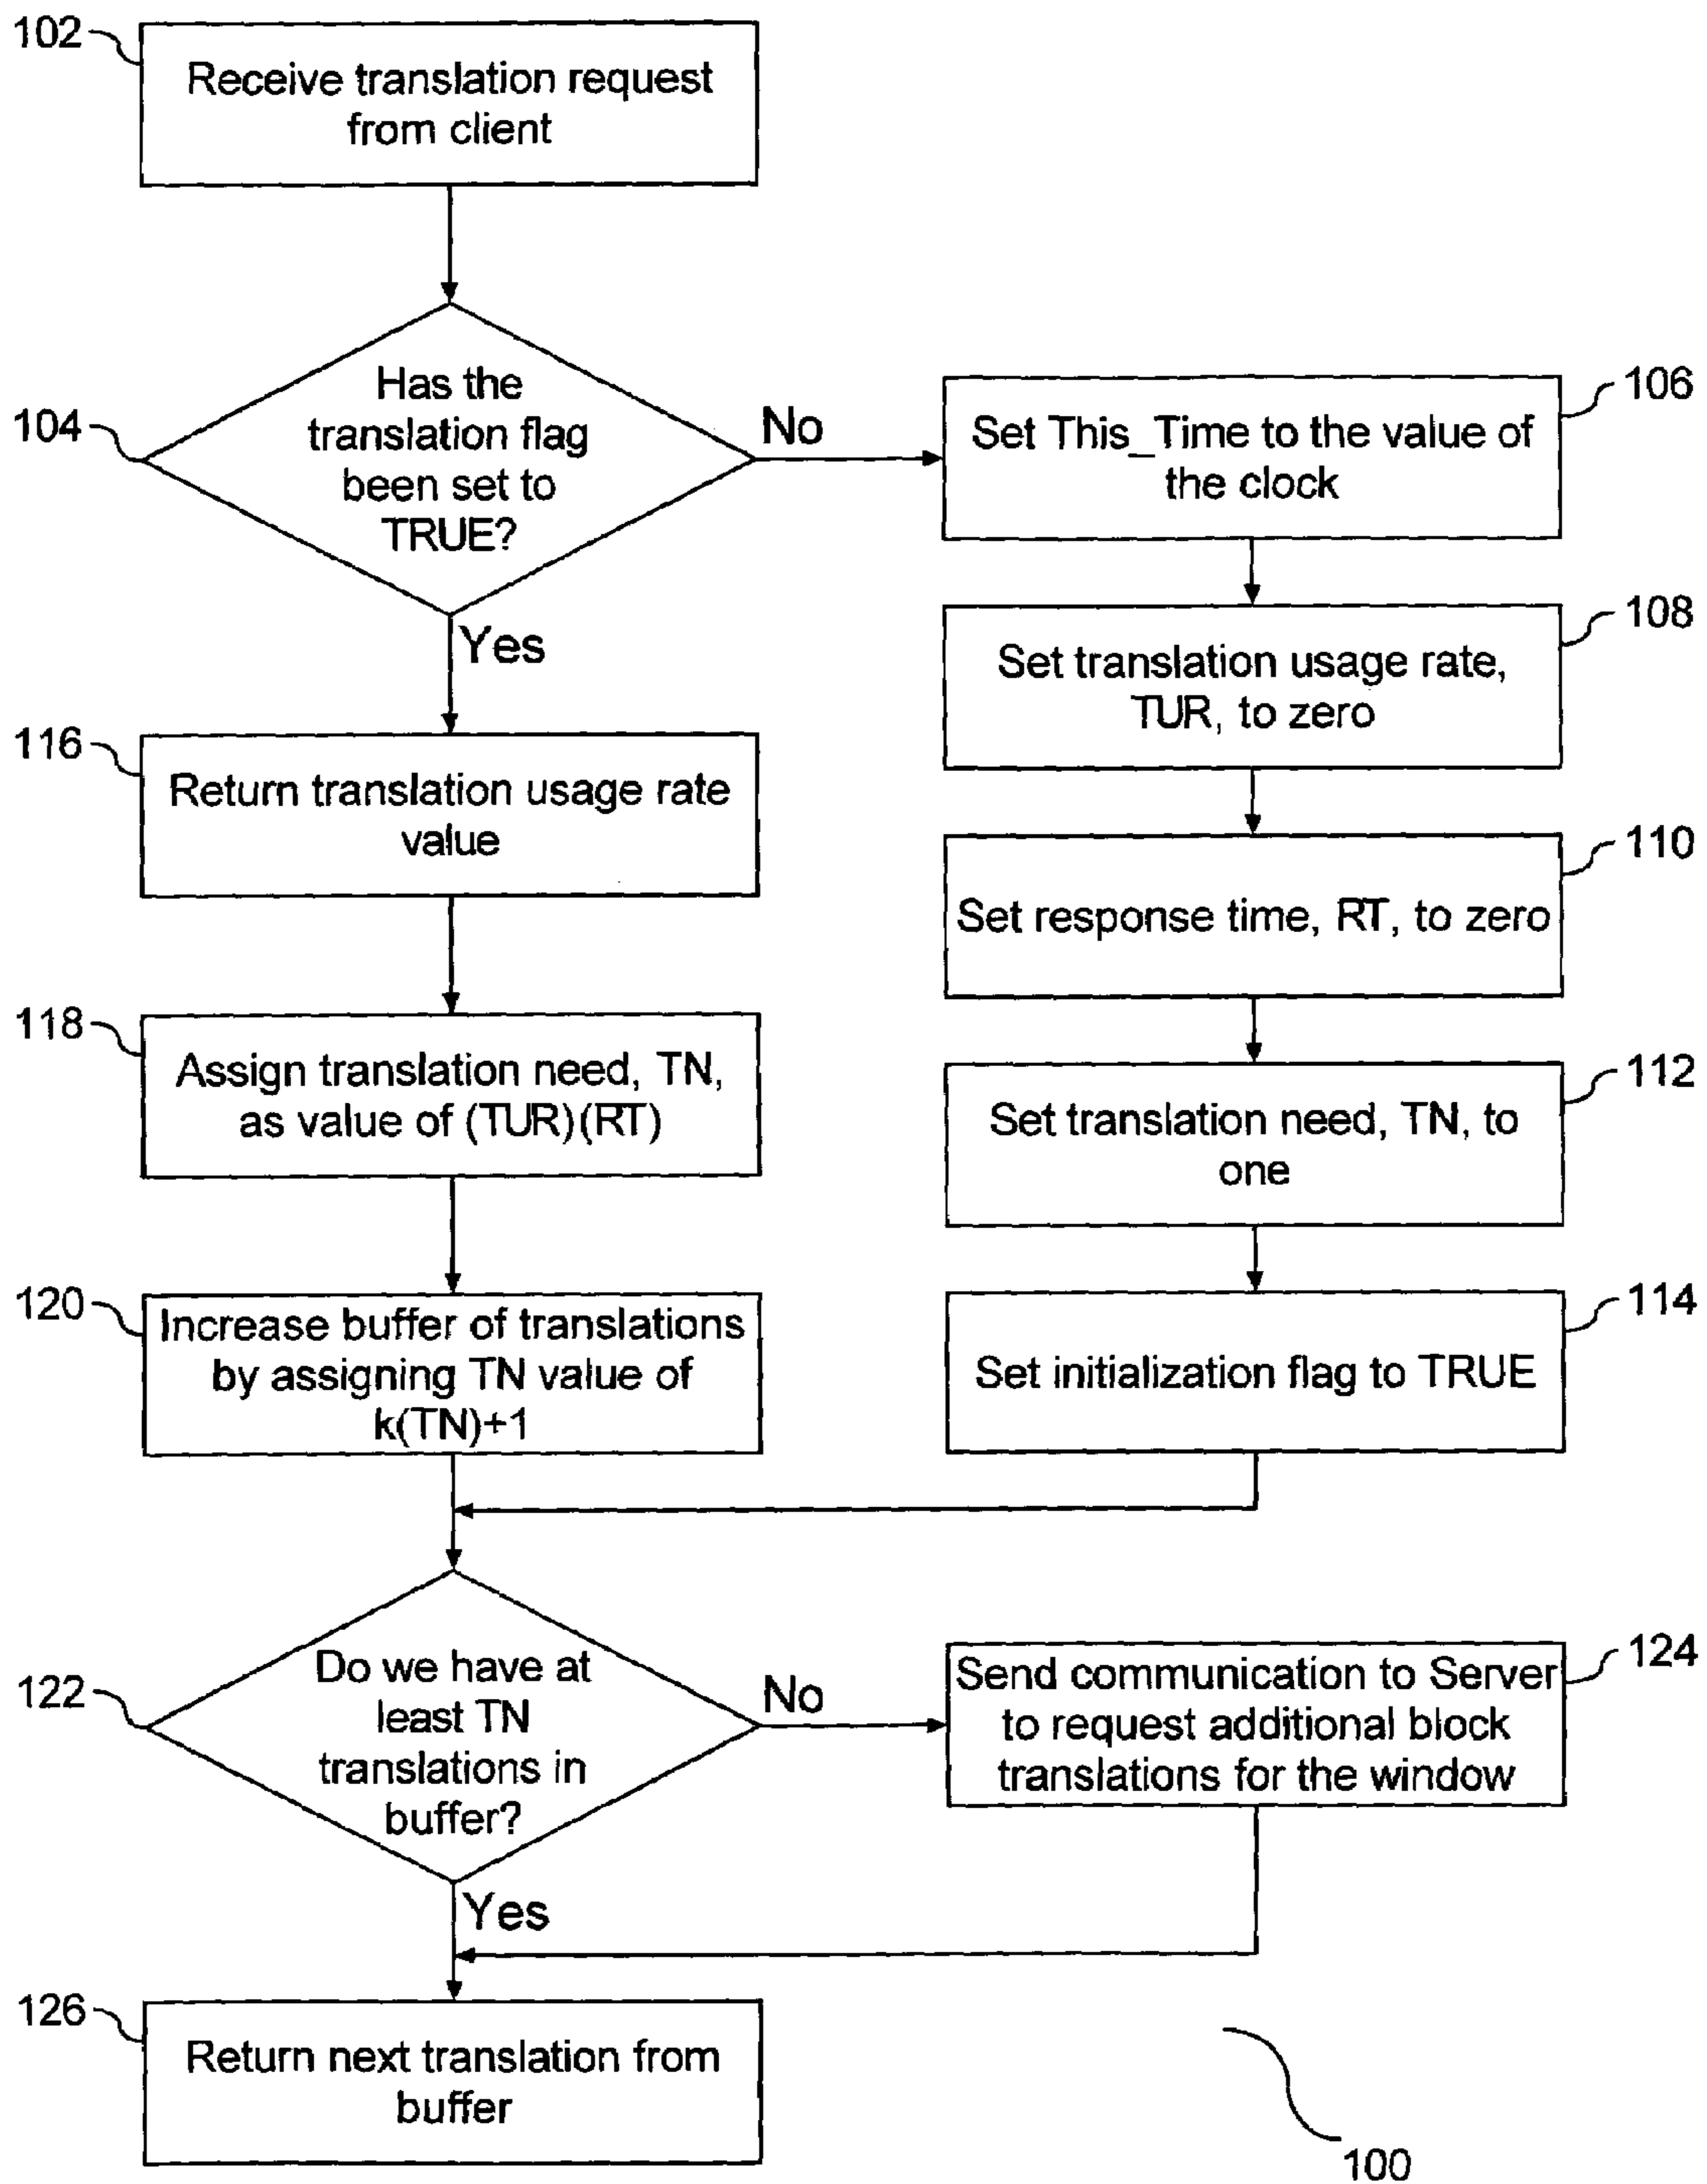 102
Receive translation request
from client
104
Has the
translation flag
been set to
TRUE?
No
Yes
106
Set This_Time to the value of
the clock
108
Set translation usage rate,
TUR, to zero
110
Set response time, RT, to zero
112
Set translation need, TN, to
one
114
Set initialization flag to TRUE
116
Return translation usage rate
value
118
Assign translation need, TN,
as value of (TUR)(RT)
120
Increase buffer of translations
by assigning TN value of
k(TN)+1
122
Do we have at
least TN
translations in
buffer?
No
Yes
124
Send communication to Server
to request additional block
translations for the window
126
Return next translation from
buffer
100